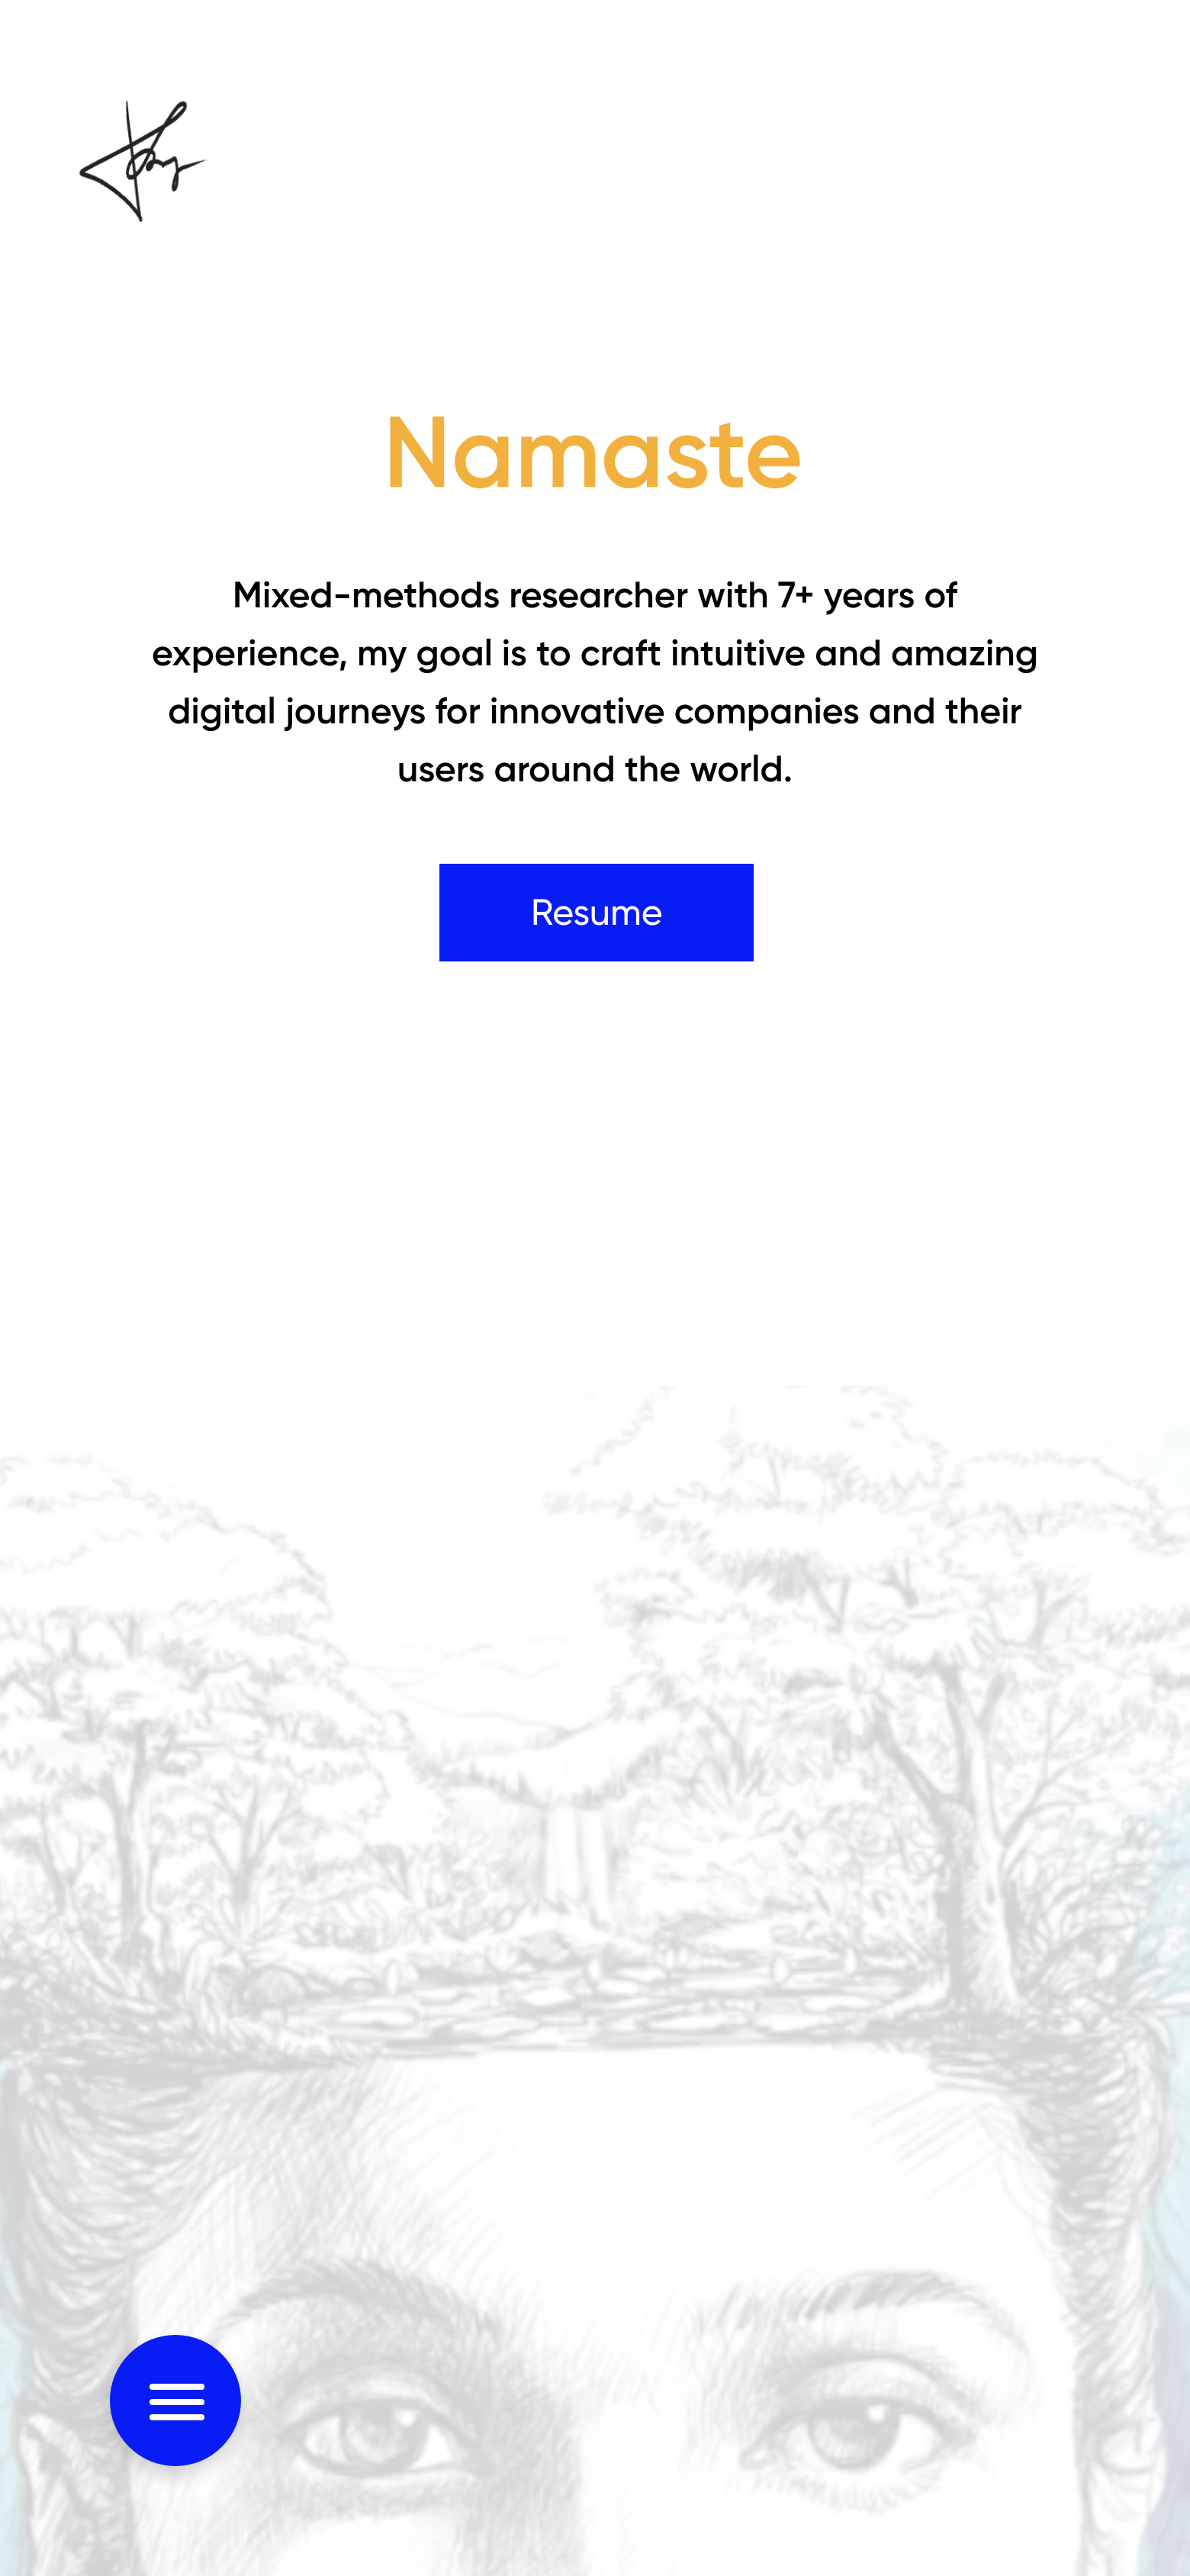 Namaste
Mixed-methods researcher with 7+ years of
experience, my goal is to craft intuitive and amazing
digital journeys for innovative companies and their
users around the world.
Resume